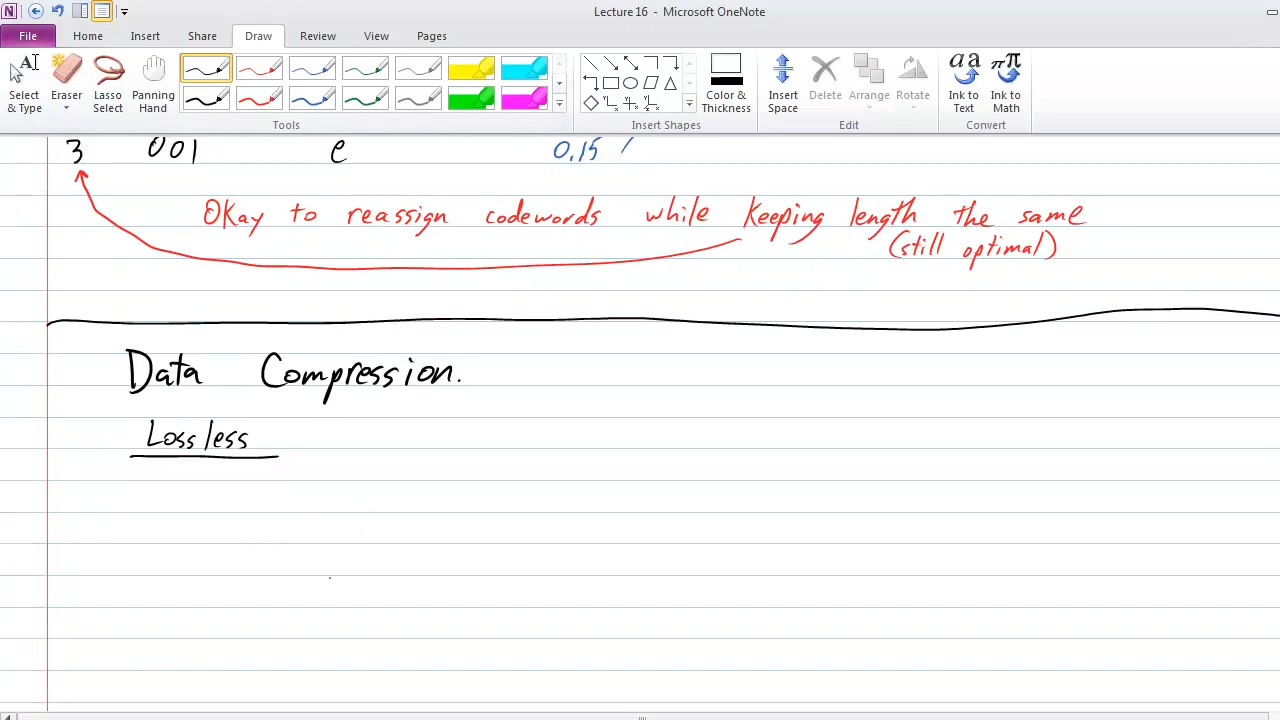 Lecture 16 - Microsoft OneNote
File Home Insert Share Draw Review View Pages
Select & Type
Eraser
Lasso Select
Panning Hand
Color & Thickness
Insert Space
Delete
Arrange
Rotate
Ink to Text
Ink to Math
Tools Insert Shapes Edit Convert
3 001 e 0.15
Okay to reassign codewords while keeping length the same
(still optimal)
Data Compression.
Lossless